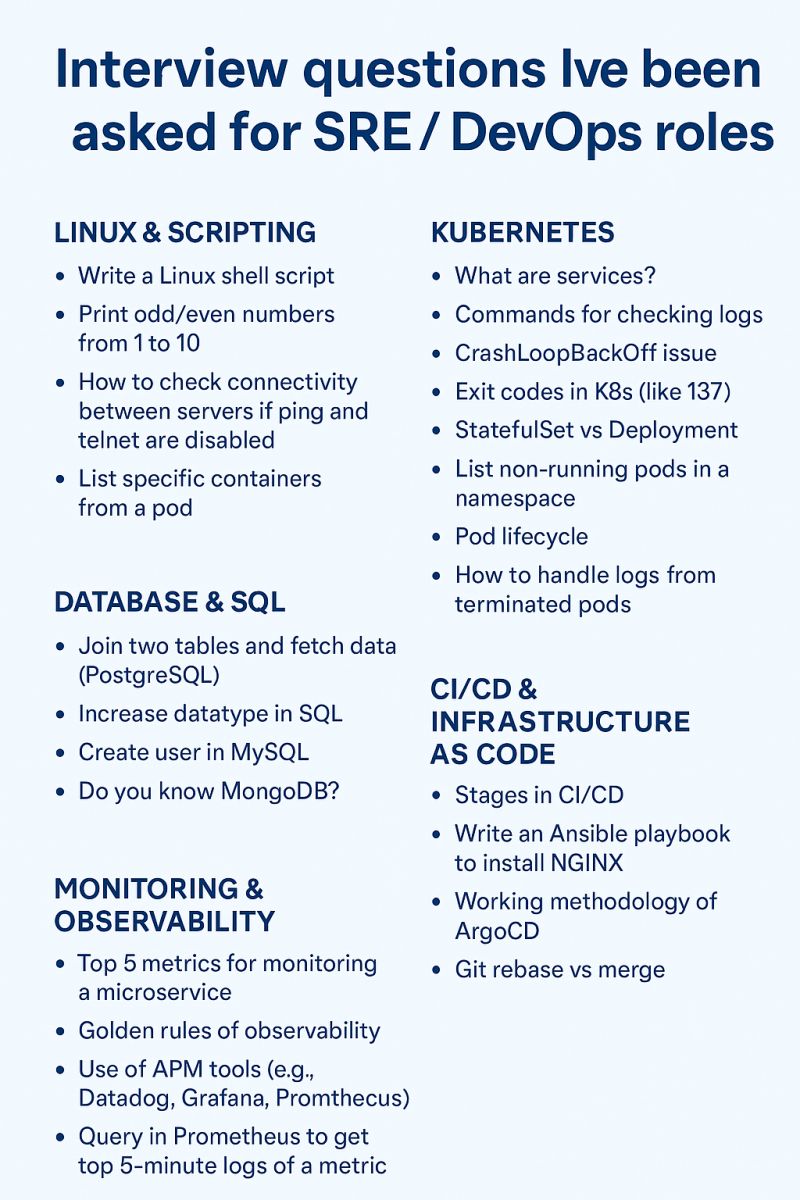 Interview questions Ive been
asked for SRE / DevOps roles
LINUX & SCRIPTING
• Write a Linux shell script
• Print odd/even numbers
from 1 to 10
• How to check connectivity
between servers if ping and
telnet are disabled
• List specific containers
from a pod
DATABASE & SQL
• Join two tables and fetch data
(PostgreSQL)
• Increase datatype in SQL
• Create user in MySQL
• Do you know MongoDB?
MONITORING &
OBSERVABILITY
• Top 5 metrics for monitoring
a microservice
• Golden rules of observability
• Use of APM tools (e.g.,
Datadog, Grafana, Promthecus)
• Query in Prometheus to get
top 5-minute logs of a metric
KUBERNETES
• What are services?
• Commands for checking logs
• CrashLoopBackOff issue
• Exit codes in K8s (like 137)
• StatefulSet vs Deployment
• List non-running pods in a
namespace
• Pod lifecycle
• How to handle logs from
terminated pods
CI/CD &
INFRASTRUCTURE
AS CODE
• Stages in CI/CD
• Write an Ansible playbook
to install NGINX
• Working methodology of
ArgoCD
• Git rebase vs merge